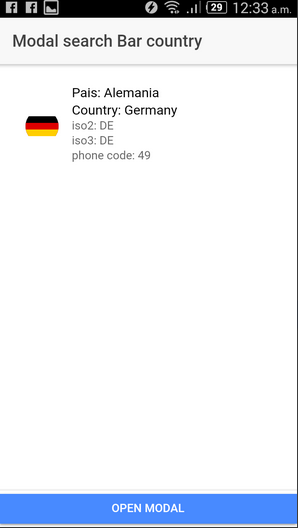 29 12:33 a.m.
Modal search Bar country
Pais: Alemania
Country: Germany
iso2: DE
iso3: DE
phone code: 49
OPEN MODAL